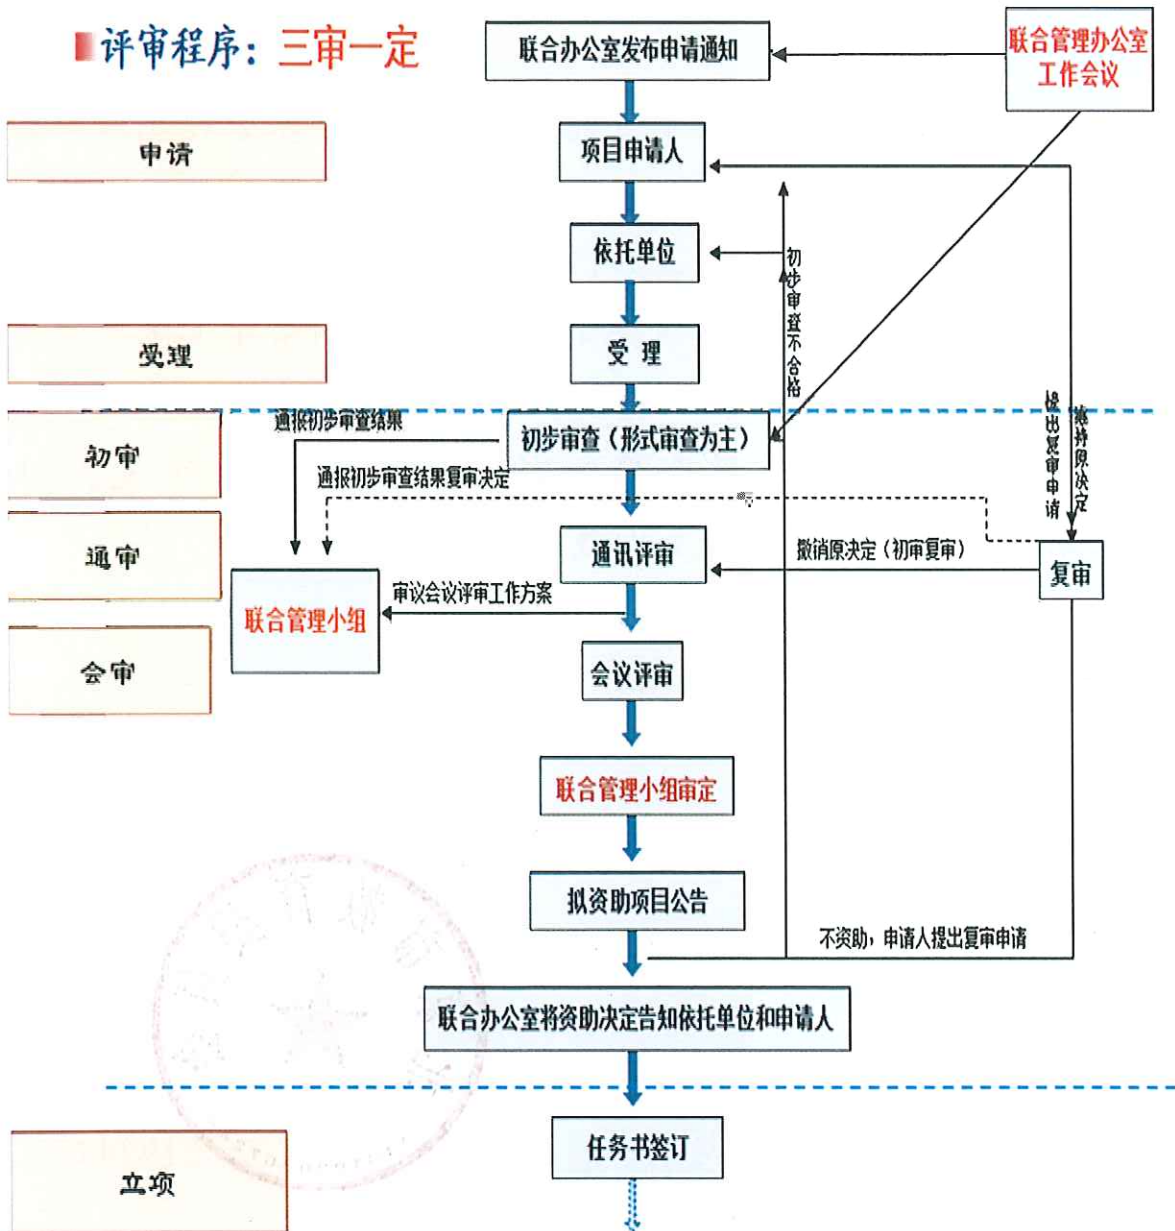 评审程序：三审一定
联合办公室发布申请通知
联合管理办公室
工作会议
申请
项目申请人
依托单位
初步审查不合格
受理
受 理
提出复审申请
维持原决定
初审
通报初步审查结果
初步审查（形式审查为主）
通报初步审查结果复审决定
通审
通讯评审
撤销原决定（初审复审）
复审
联合管理小组
审议会议评审工作方案
会审
会议评审
联合管理小组审定
拟资助项目公告
不资助，申请人提出复审申请
联合办公室将资助决定告知依托单位和申请人
任务书签订
立项